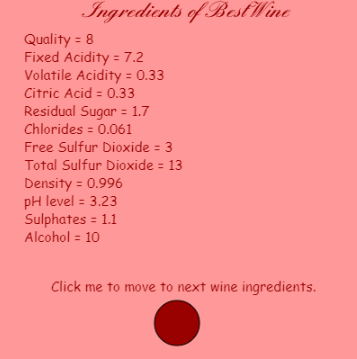 Ingredients of BestWine
Quality = 8
Fixed Acidity = 7.2
Volatile Acidity = 0.33
Citric Acid = 0.33
Residual Sugar = 1.7
Chlorides = 0.061
Free Sulfur Dioxide = 3
Total Sulfur Dioxide = 13
Density = 0.996
pH level = 3.23
Sulphates = 1.1
Alcohol = 10
Click me to move to next wine ingredients.